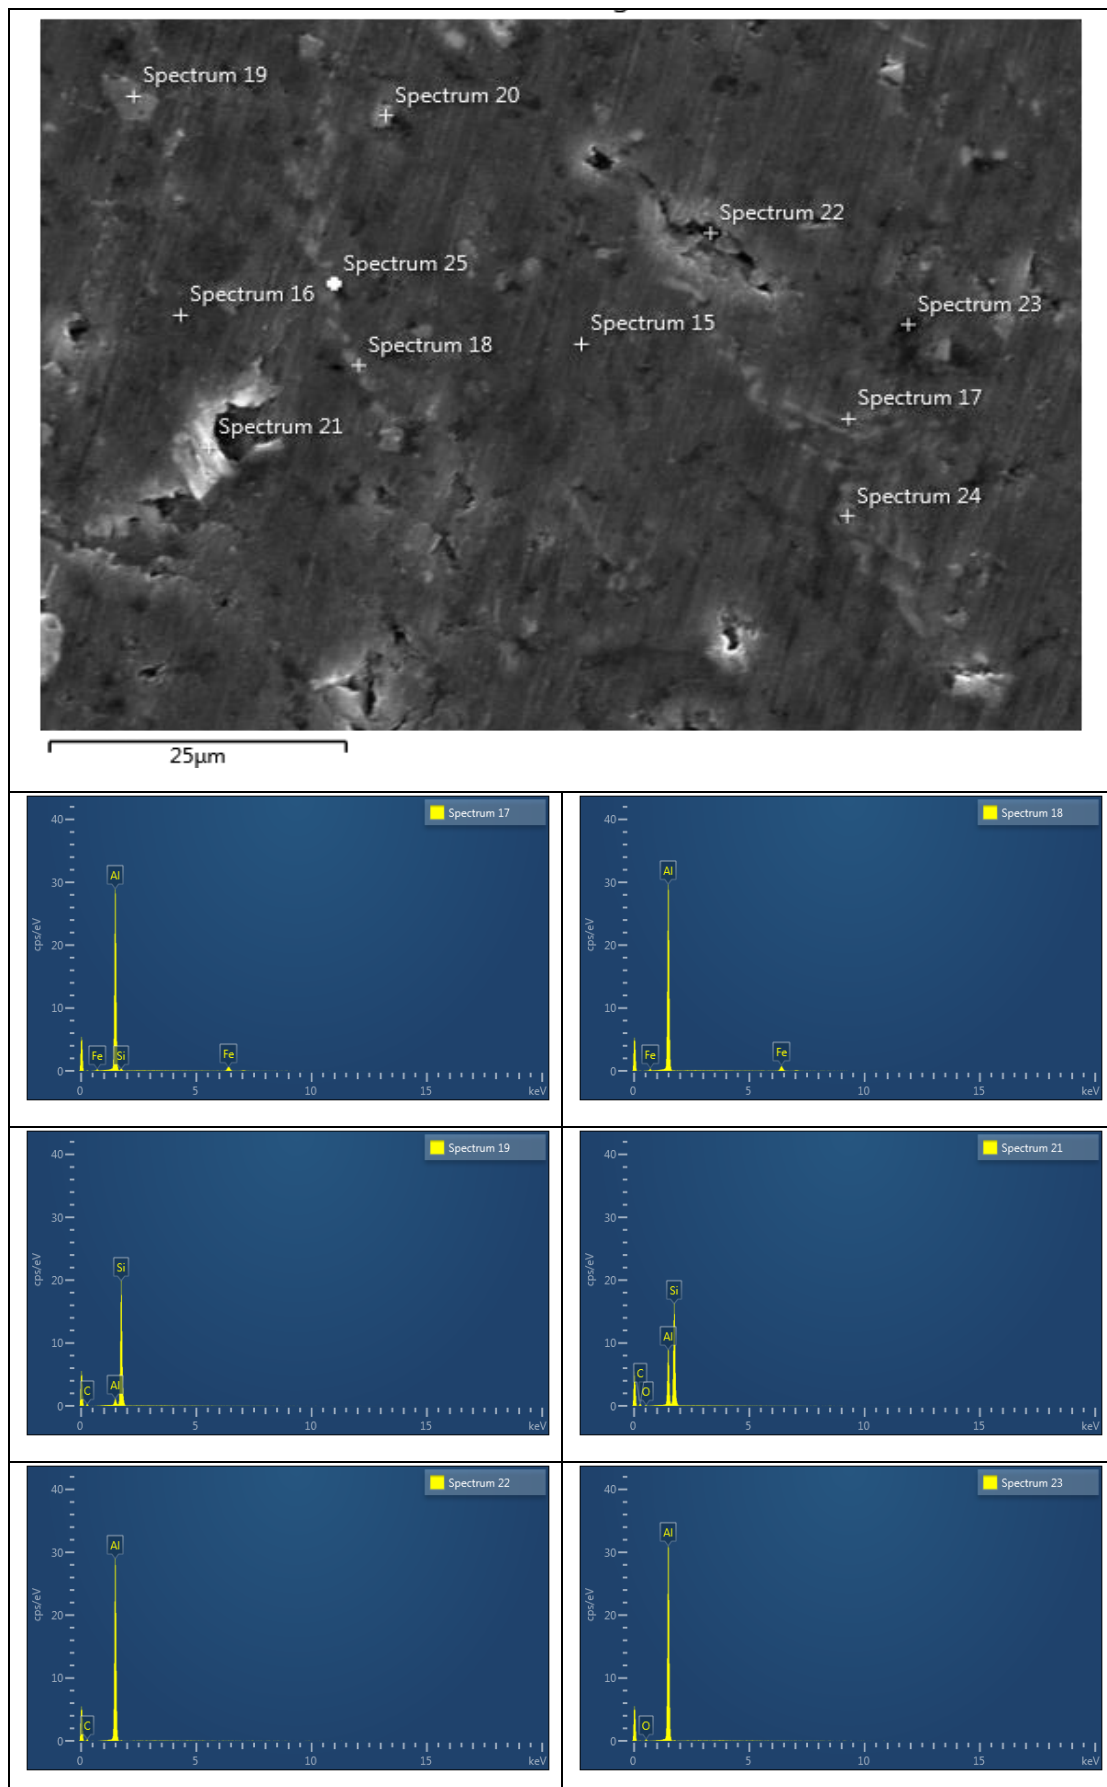 Spectrum 19
Spectrum 20
Spectrum 22
Spectrum 25
Spectrum 16
Spectrum 23
Spectrum 15
Spectrum 18
Spectrum 17
Spectrum 21
Spectrum 24
25µm
Spectrum 17
40
30
20
10
0
cps/eV
Al
Fe
Si
Fe
0
5
10
15
keV
Spectrum 18
40
30
20
10
0
cps/eV
Al
Fe
Fe
0
5
10
15
keV
Spectrum 19
40
30
20
10
0
cps/eV
Si
Al
C
0
5
10
15
keV
Spectrum 21
40
30
20
10
0
cps/eV
Si
Al
C
O
0
5
10
15
keV
Spectrum 22
40
30
20
10
0
cps/eV
Al
C
0
5
10
15
keV
Spectrum 23
40
30
20
10
0
cps/eV
Al
O
0
5
10
15
keV